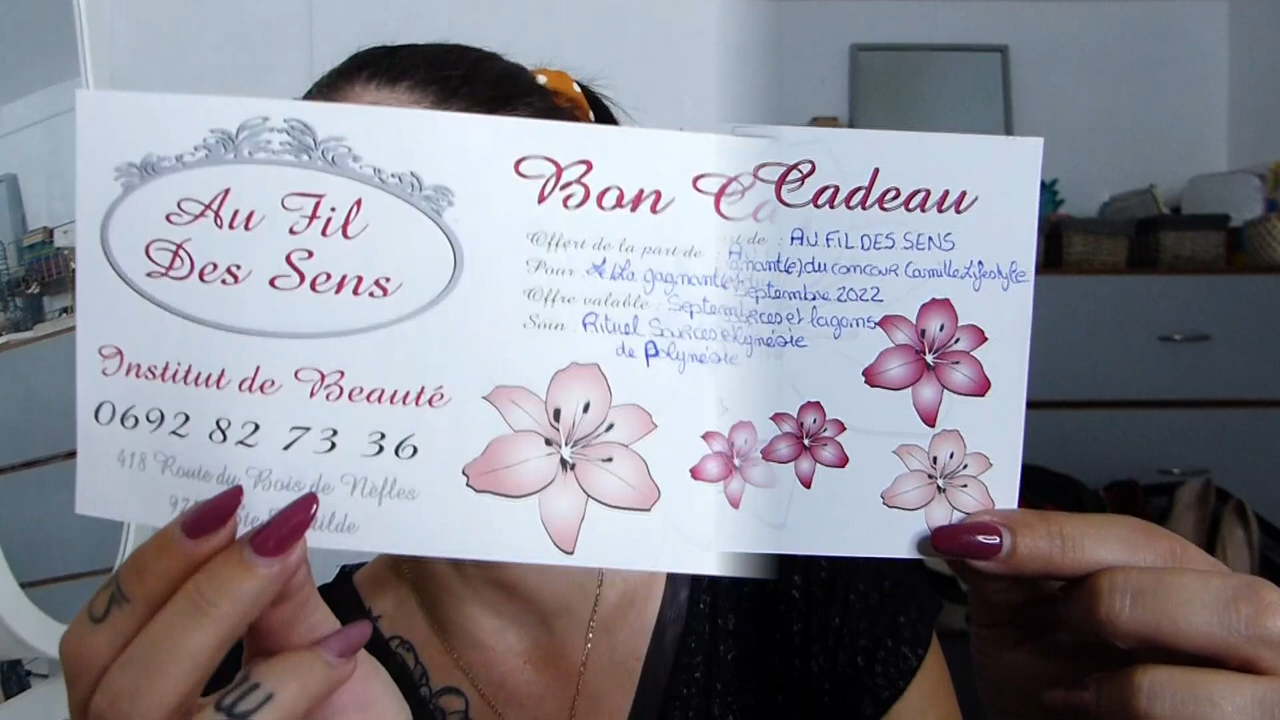 Au Fil
Des Sens
Institut de Beauté
0692 82 73 36
418 Route du Bois de Nèfles
Bon Cadeau
Offert de la part de : AU.FIL.DES.SENS
Pour La gagnant(e) du concour Camille.Lifestyle
Offre valable : Septembre 2022
Soin : Rituel Sources et lagons
de Polynésie